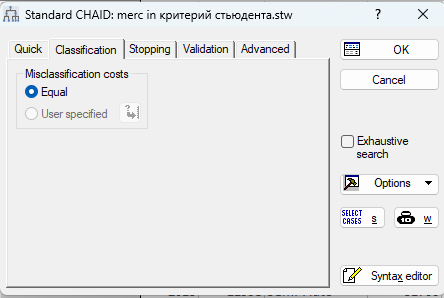 Standard CHAID: merc in критерий стьюдента.stw
?
Quick
Classification
Stopping
Validation
Advanced
OK
Misclassification costs
Equal
User specified
?
Cancel
Exhaustive
search
Options
SELECT
CASES
s
w
Syntax editor